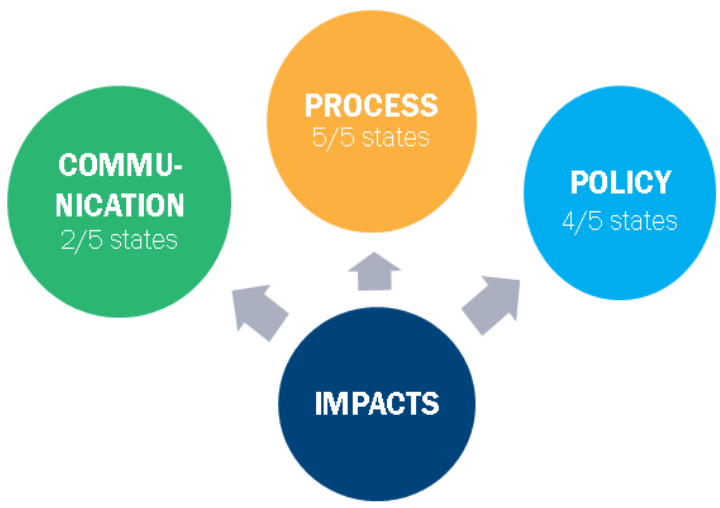 PROCESS
5/5 states
COMMU-
NICATION
2/5 states
POLICY
4/5 states
IMPACTS